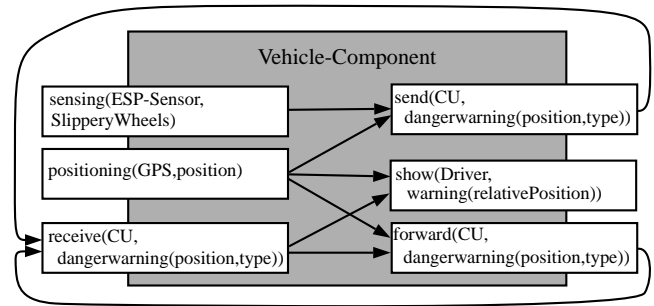 Vehicle-Component
sensing(ESP-Sensor,
SlipperyWheels)
positioning(GPS,position)
receive(CU,
dangerwarning(position,type))
send(CU,
dangerwarning(position,type))
show(Driver,
warning(relativePosition))
forward(CU,
dangerwarning(position,type))